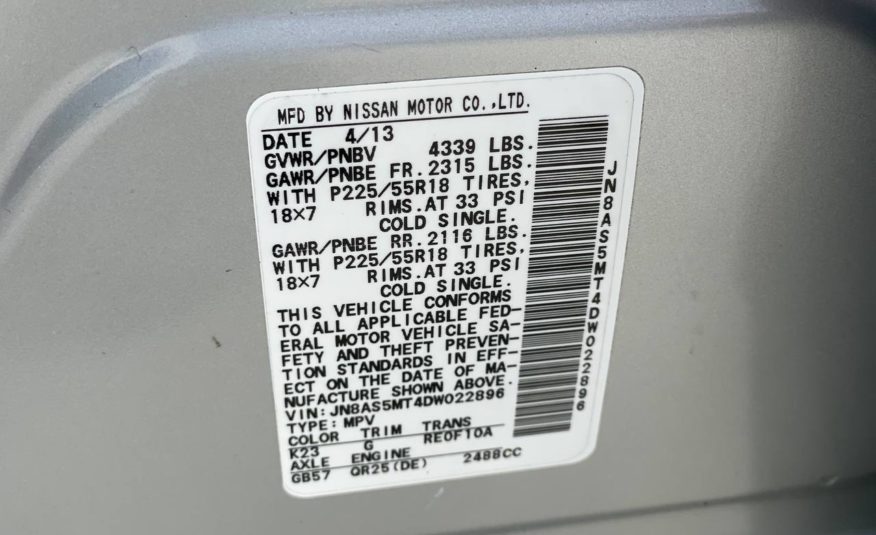 MFD BY NISSAN MOTOR CO.,LTD.
DATE 4/13
GVWR/PNBV 4339 LBS.
GAWR/PNBE FR. 2315 LBS.
WITH P225/55R18 TIRES,
18×7 RIMS. AT 33 PSI
COLD SINGLE.
GAWR/PNBE RR. 2116 LBS.
WITH P225/55R18 TIRES,
18×7 RIMS. AT 33 PSI
COLD SINGLE.
THIS VEHICLE CONFORMS
TO ALL APPLICABLE FED-
ERAL MOTOR VEHICLE SA-
FETY AND THEFT PREVEN-
TION STANDARDS IN EFF-
ECT ON THE DATE OF MA-
NUFACTURE SHOWN ABOVE.
VIN: JN8AS5MT4DW022896
TYPE: MPV
COLOR TRIM TRANS
K23 G RE0F10A
AXLE ENGINE
GB57 QR25(DE) 2488CC
JN8AS5MT4DW022896